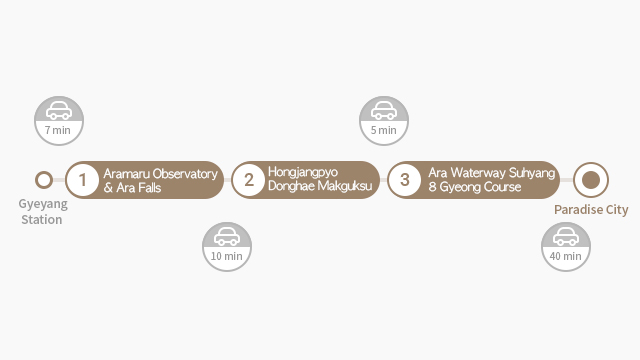 7 min
5 min
1
Aramaru Observatory
& Ara Falls
2
Hongjangpyo
Donghae Makguksu
3
Ara Waterway Suhyang
8 Gyeong Course
Gyeyang
Station
Paradise City
10 min
40 min